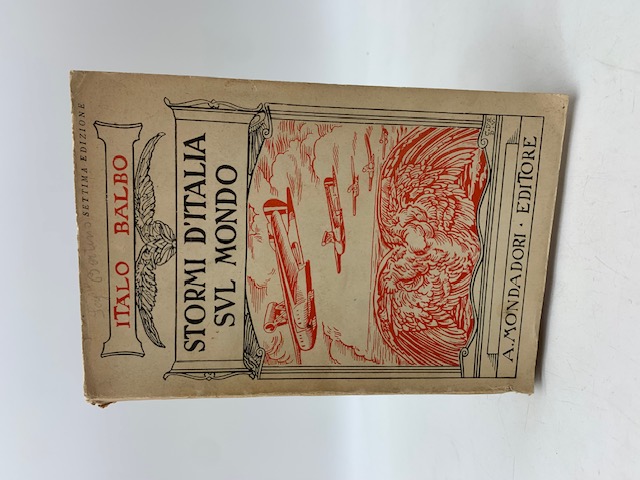 SETTIMA EDIZIONE
ITALO BALBO
STORMI D'ITALIA
SVL MONDO
A. MONDADORI · EDITORE